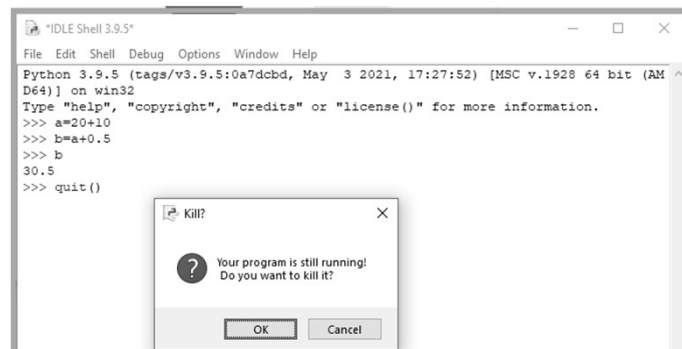 *IDLE Shell 3.9.5*
File Edit Shell Debug Options Window Help
Python 3.9.5 (tags/v3.9.5:0a7dcbd, May  3 2021, 17:27:52) [MSC v.1928 64 bit (AM
D64)] on win32
Type "help", "copyright", "credits" or "license()" for more information.
>>> a=20+10
>>> b=a+0.5
>>> b
30.5
>>> quit()
Kill?
Your program is still running!
Do you want to kill it?
OK Cancel